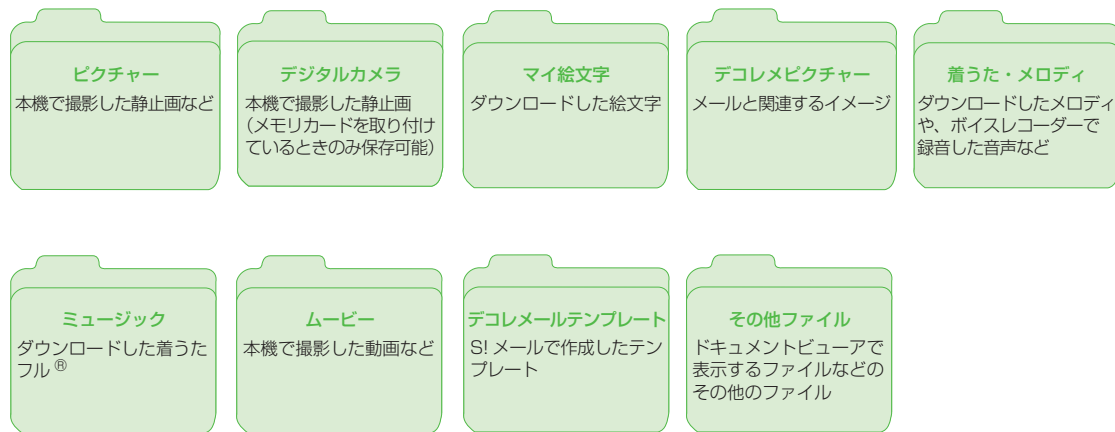 ピクチャー
本機で撮影した静止画など
デジタルカメラ
本機で撮影した静止画
(メモリカードを取り付け
ているときのみ保存可能)
マイ絵文字
ダウンロードした絵文字
デコレメピクチャー
メールと関連するイメージ
着うた・メロディ
ダウンロードしたメロディ
や、ボイスレコーダーで
録音した音声など
ミュージック
ダウンロードした着うた
フル®
ムービー
本機で撮影した動画など
デコレメールテンプレート
S! メールで作成したテン
プレート
その他ファイル
ドキュメントビューアで
表示するファイルなどの
その他のファイル